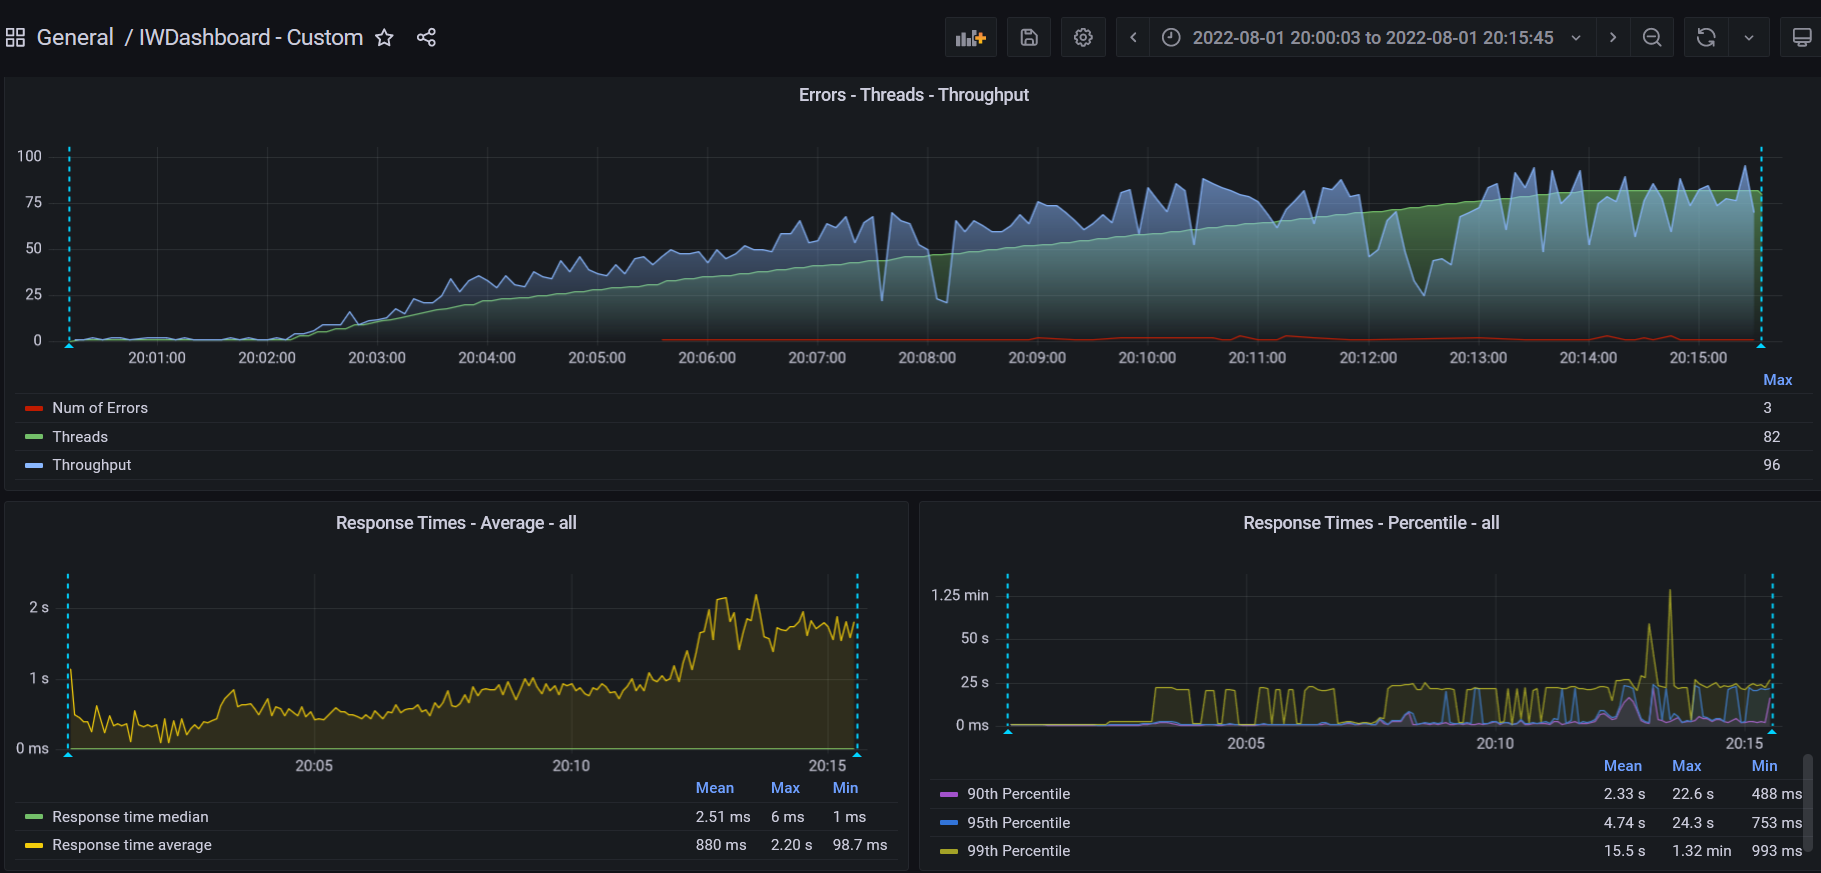 General / IWDashboard - Custom
2022-08-01 20:00:03 to 2022-08-01 20:15:45
Errors - Threads - Throughput
100
75
50
25
0
20:01:00 20:02:00 20:03:00 20:04:00 20:05:00 20:06:00 20:07:00 20:08:00 20:09:00 20:10:00 20:11:00 20:12:00 20:13:00 20:14:00 20:15:00
Max
Num of Errors 3
Threads 82
Throughput 96
Response Times - Average - all
2 s
1 s
0 ms
20:05 20:10 20:15
Mean Max Min
Response time median 2.51 ms 6 ms 1 ms
Response time average 880 ms 2.20 s 98.7 ms
Response Times - Percentile - all
1.25 min
50 s
25 s
0 ms
20:05 20:10 20:15
Mean Max Min
90th Percentile 2.33 s 22.6 s 488 ms
95th Percentile 4.74 s 24.3 s 753 ms
99th Percentile 15.5 s 1.32 min 993 ms